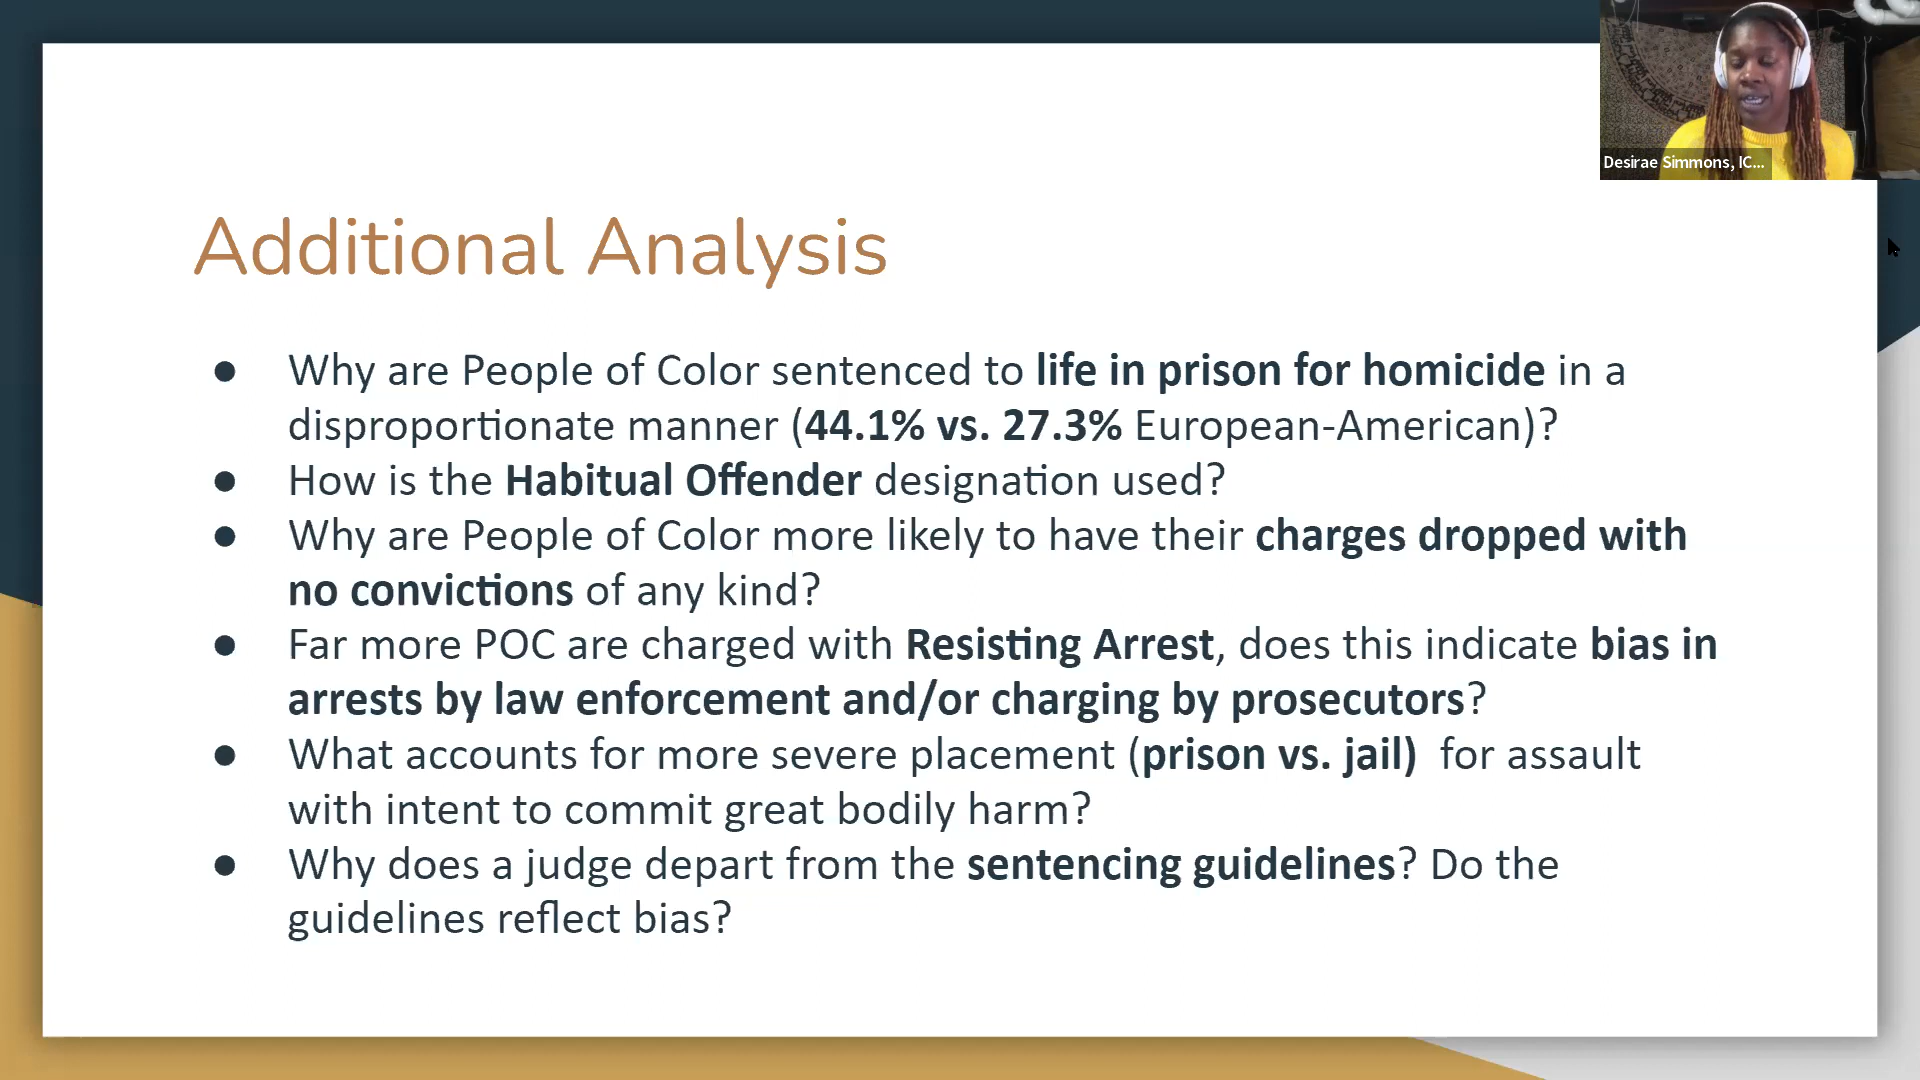 Desirae Simmons, IC...
Additional Analysis
● Why are People of Color sentenced to life in prison for homicide in a
disproportionate manner (44.1% vs. 27.3% European-American)?
● How is the Habitual Offender designation used?
● Why are People of Color more likely to have their charges dropped with
no convictions of any kind?
● Far more POC are charged with Resisting Arrest, does this indicate bias in
arrests by law enforcement and/or charging by prosecutors?
● What accounts for more severe placement (prison vs. jail) for assault
with intent to commit great bodily harm?
● Why does a judge depart from the sentencing guidelines? Do the
guidelines reflect bias?